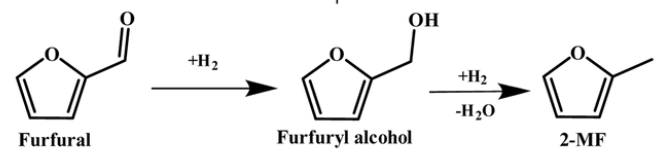 O
O
+H₂
Furfural
OH
O
Furfuryl alcohol
+H₂
-H₂O
O
2-MF